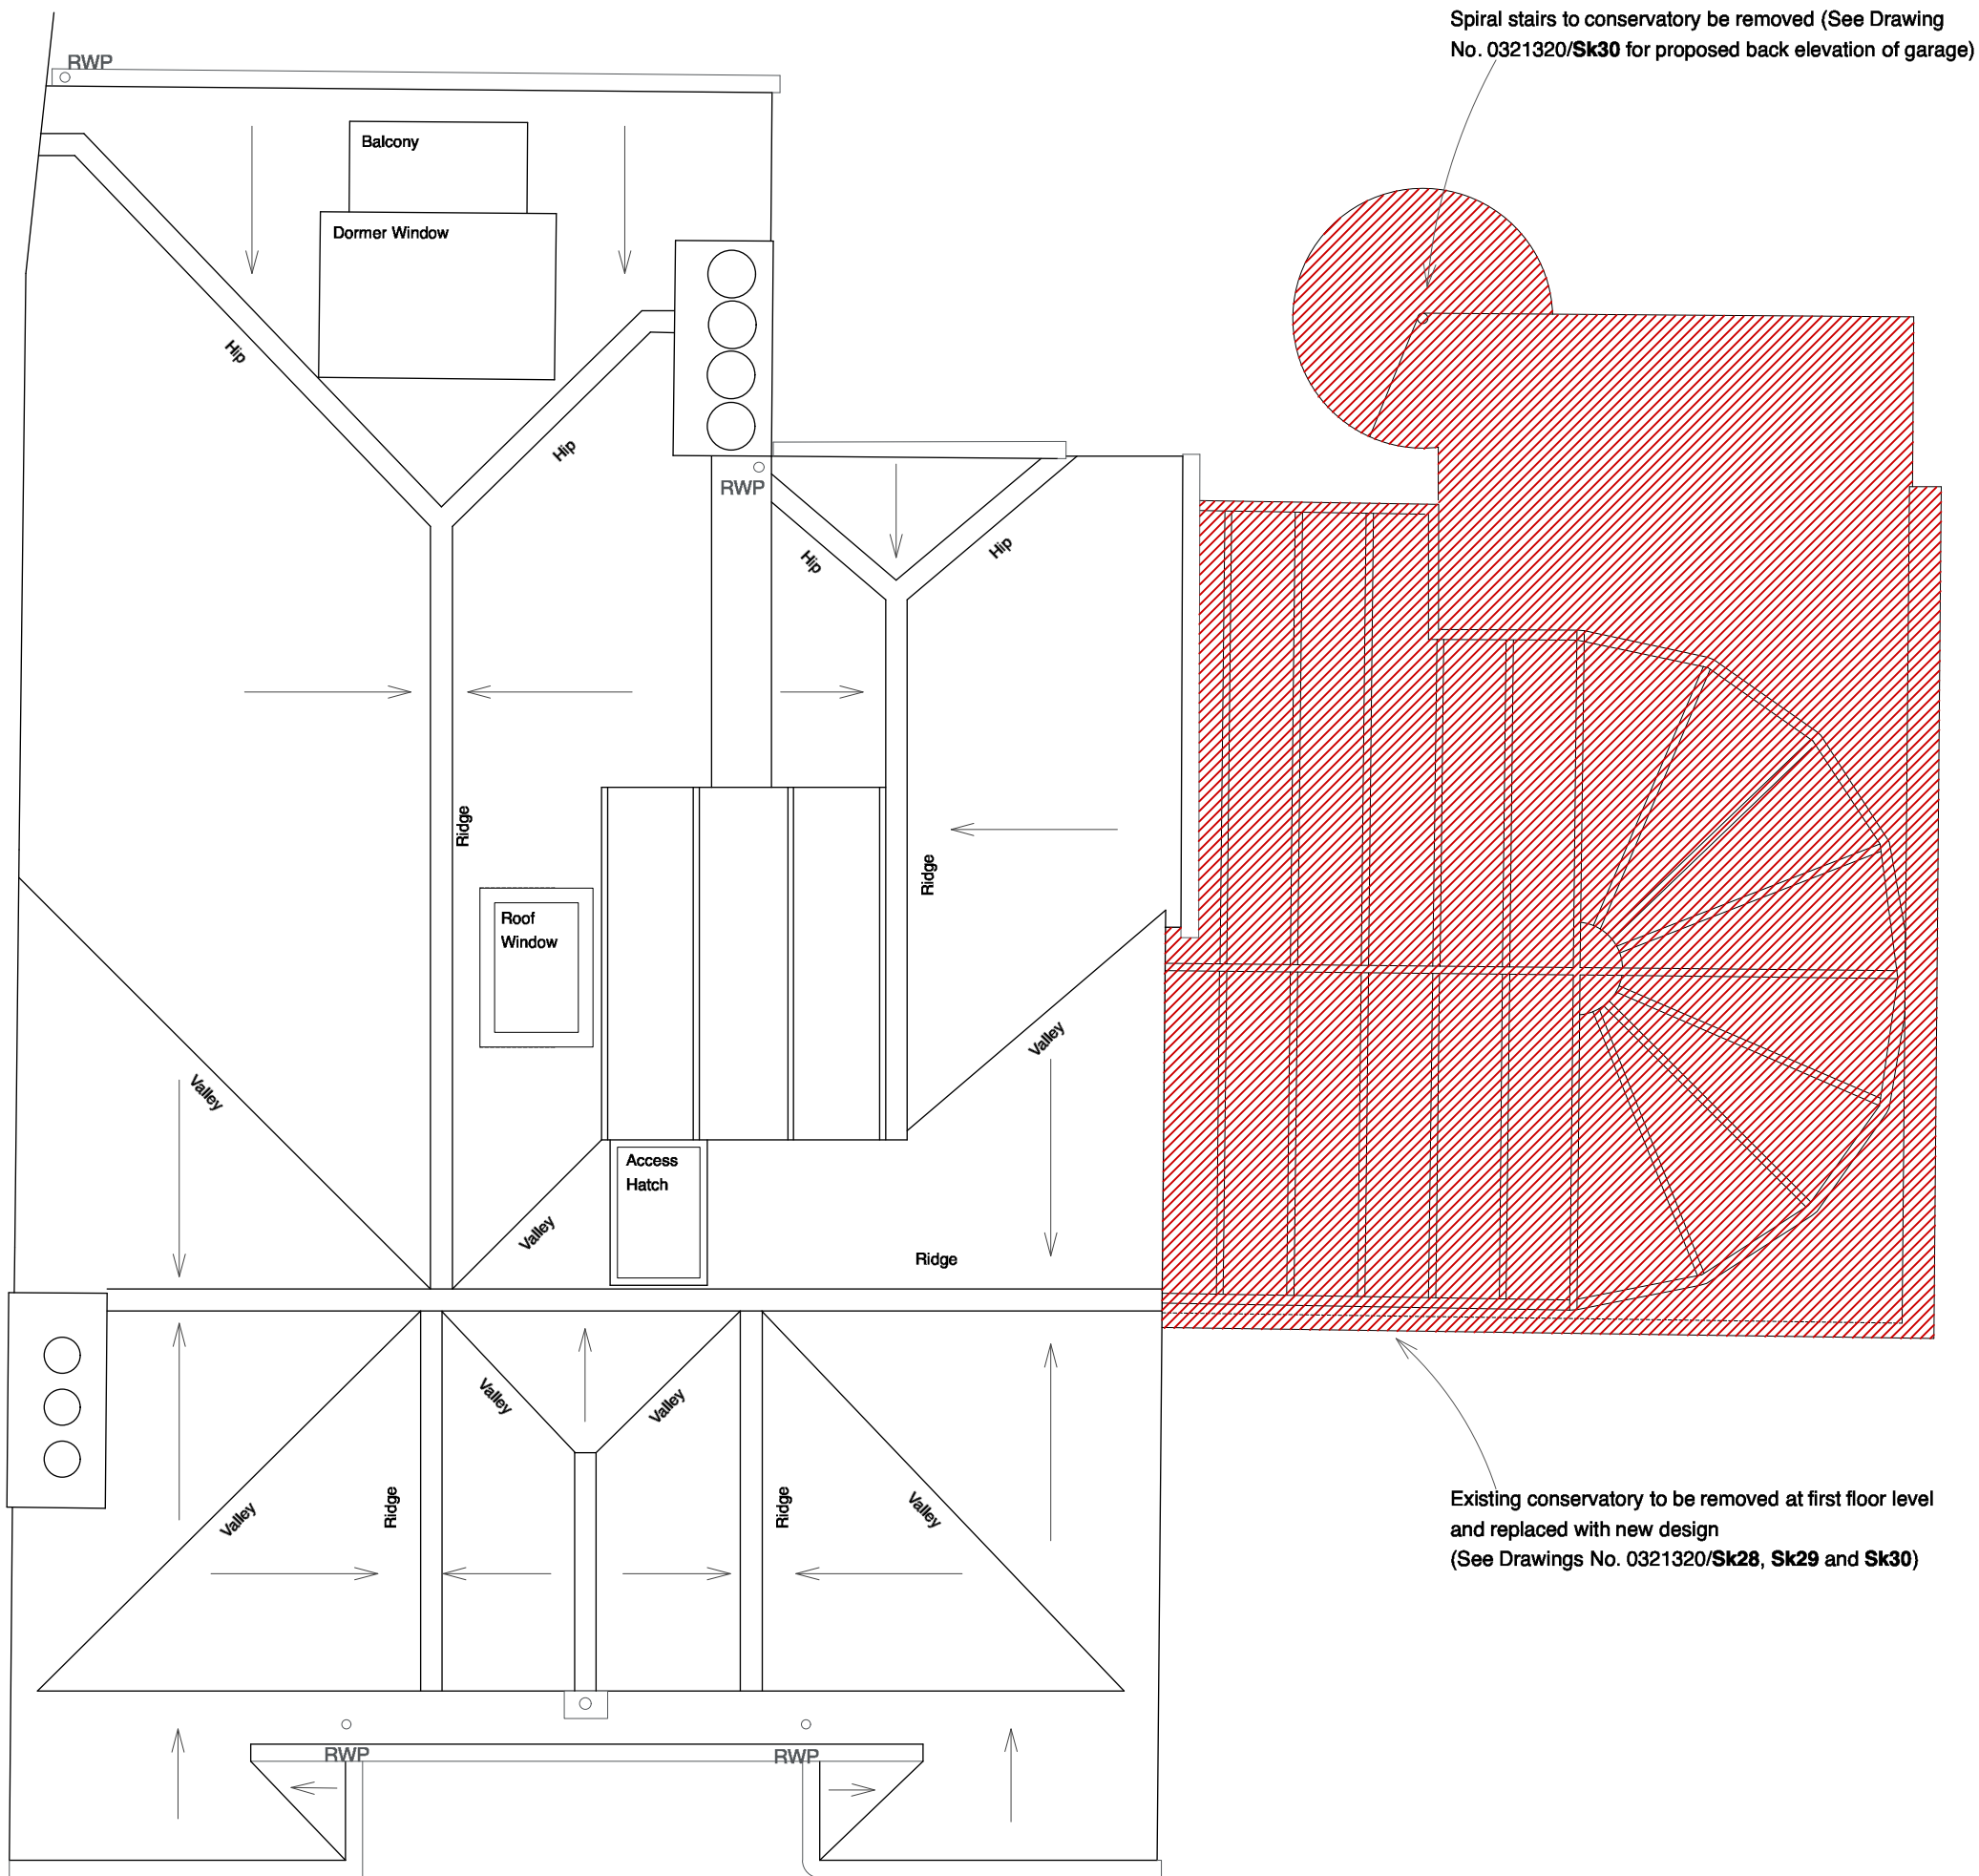 Spiral stairs to conservatory be removed (See Drawing
No. 0321320/Sk30 for proposed back elevation of garage)
RWP
Balcony
Dormer Window
Hip
Hip
RWP
Hip
Hip
Ridge
Ridge
Roof
Window
Valley
Valley
Access
Hatch
Valley
Ridge
Valley
Valley
Valley
Ridge
Ridge
Valley
Existing conservatory to be removed at first floor level
and replaced with new design
(See Drawings No. 0321320/Sk28, Sk29 and Sk30)
RWP
RWP